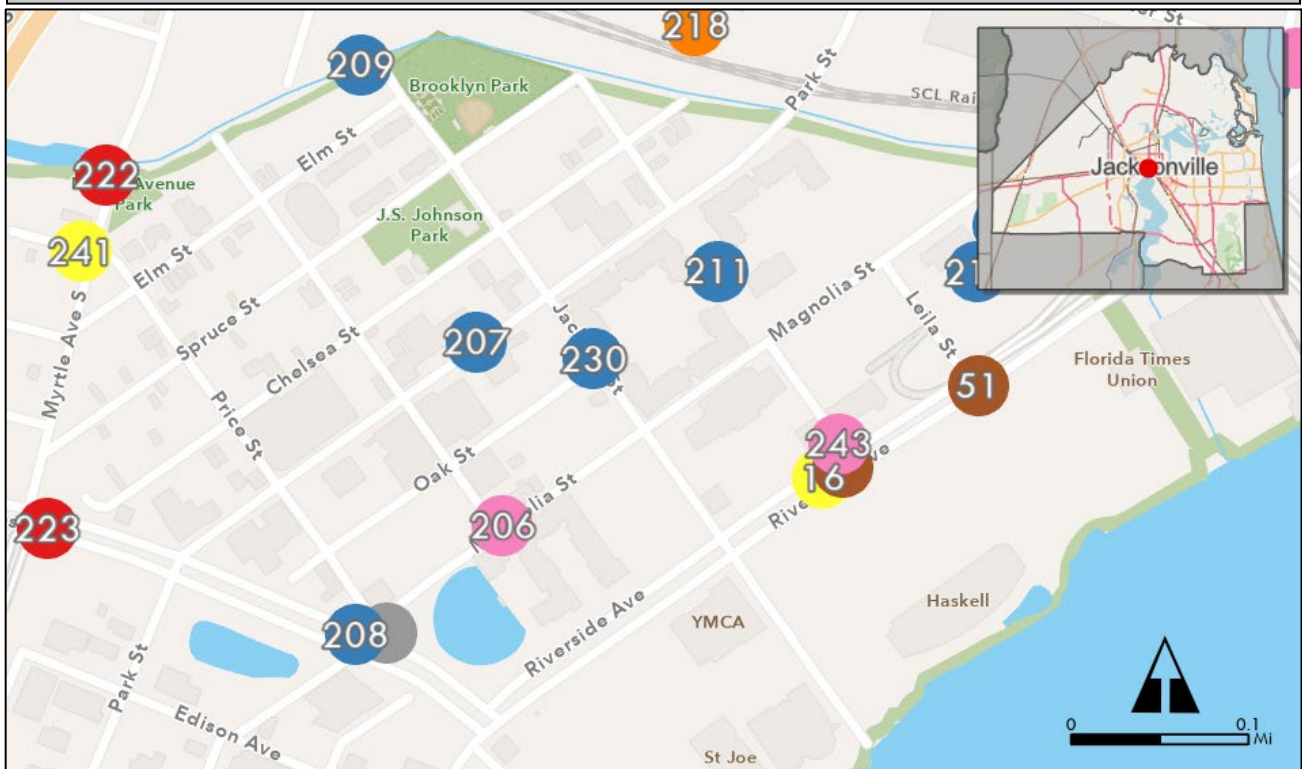 218
209
Brooklyn Park
Park St
SCL Rai
Jacksonville
Elm St
222
Avenue
Park
J.S. Johnson
Park
241
Elm St
211
21
Magnolia St
Spruce St
Leila St
Myrtle Ave S
Chelsea St
207
230
Florida Times
Union
51
Price St
243
16
Oak St
206
223
Riverside Ave
YMCA
Haskell
208
Park St
Edison Ave
St Joe
0
0.1
Mi